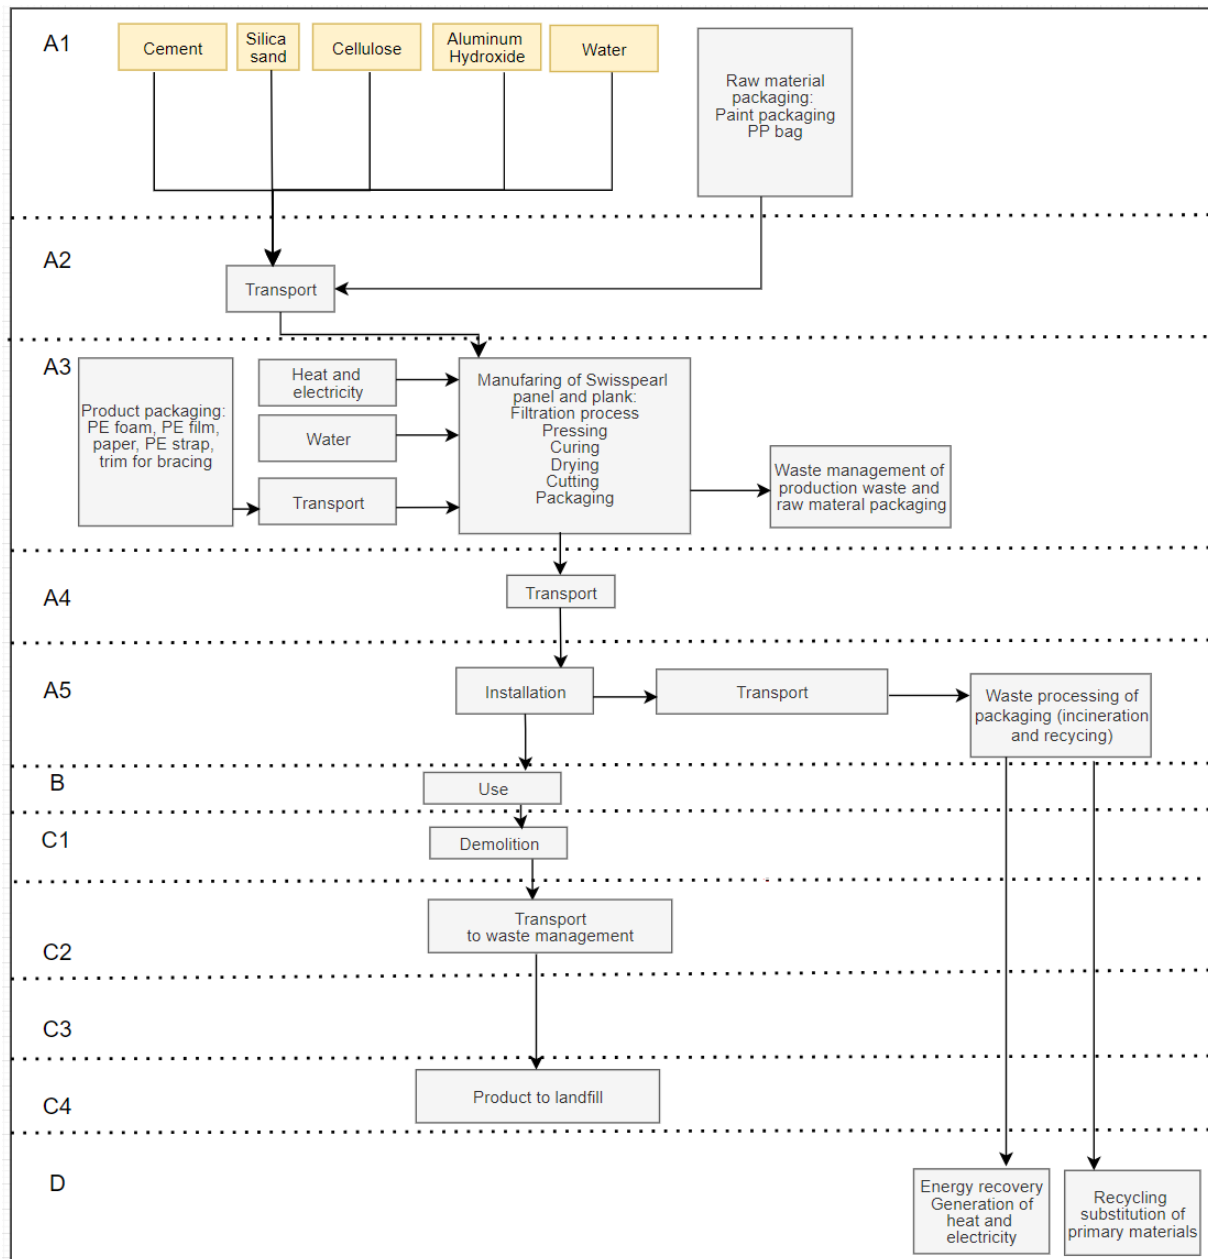 A1
Cement
Silica
sand
Cellulose
Aluminum
Hydroxide
Water
Raw material
packaging:
Paint packaging
PP bag
A2
Transport
A3
Product packaging:
PE foam, PE film,
paper, PE strap,
trim for bracing
Heat and
electricity
Water
Transport
Manufaring of Swisspearl
panel and plank:
Filtration process
Pressing
Curing
Drying
Cutting
Packaging
Waste management of
production waste and
raw materal packaging
A4
Transport
A5
Installation
Transport
Waste processing of
packaging (incineration
and recycing)
B
Use
C1
Demolition
C2
Transport
to waste management
C3
C4
Product to landfill
D
Energy recovery
Generation of
heat and
electricity
Recycling
substitution of
primary materials